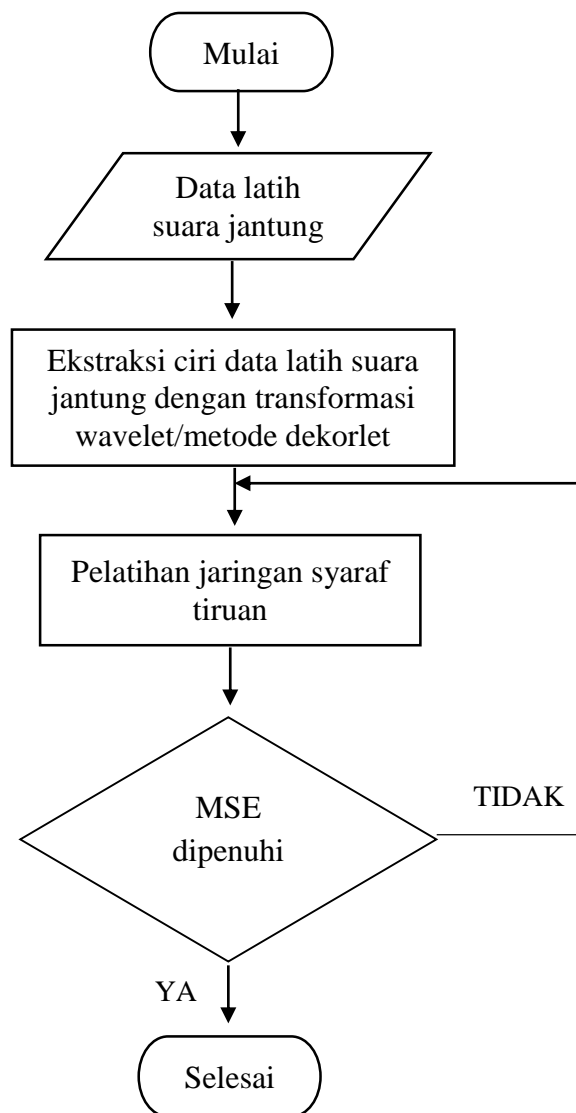 Mulai
Data latih
suara jantung
Ekstraksi ciri data latih suara
jantung dengan transformasi
wavelet/metode dekorlet
Pelatihan jaringan syaraf
tiruan
MSE
dipenuhi
TIDAK
YA
Selesai